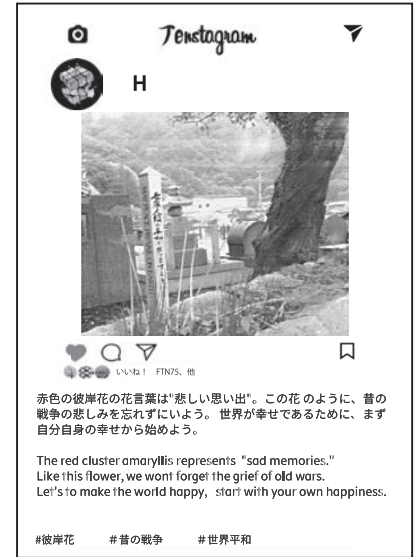 Tenstagram
H
いいね! FTN75、他
赤色の彼岸花の花言葉は"悲しい思い出"。この花 のように、昔の
戦争の悲しみを忘れずにいよう。 世界が幸せであるために、まず
自分自身の幸せから始めよう。
The red cluster amaryllis represents "sad memories."
Like this flower, we wont forget the grief of old wars.
Let's to make the world happy, start with your own happiness.
#彼岸花 #昔の戦争 #世界平和